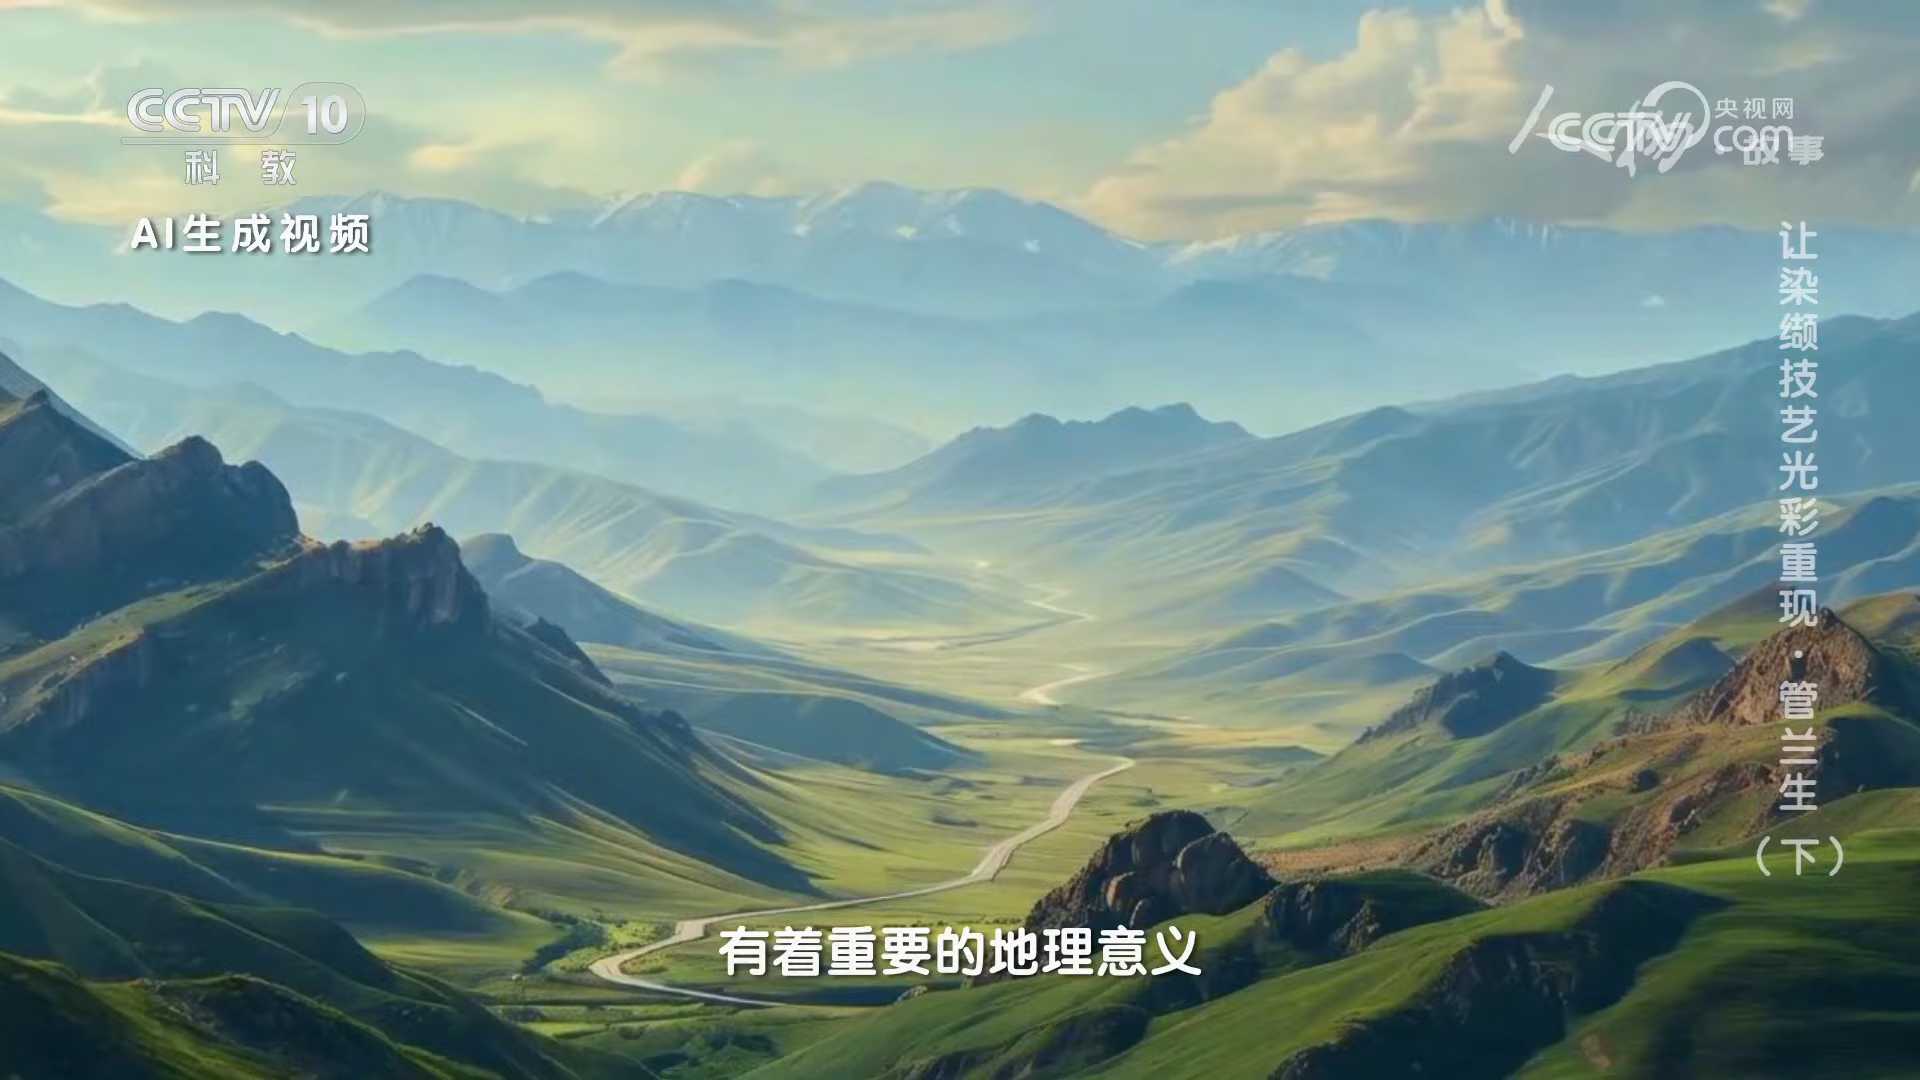 CCTV 10
科 教
AI生成视频
人物·故事
CCTV.com
央视网
让染缬技艺光彩重现·管兰生（下）
有着重要的地理意义